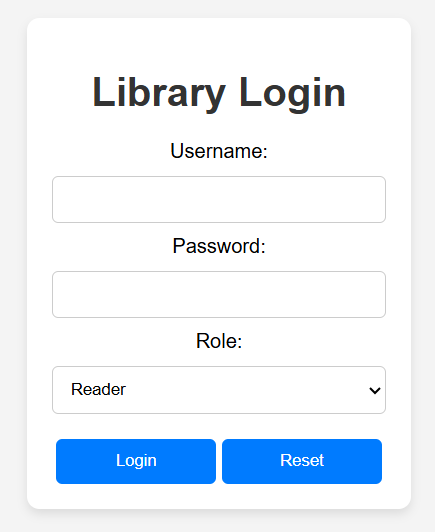 Library Login
Username:
Password:
Role:
Reader
Login Reset